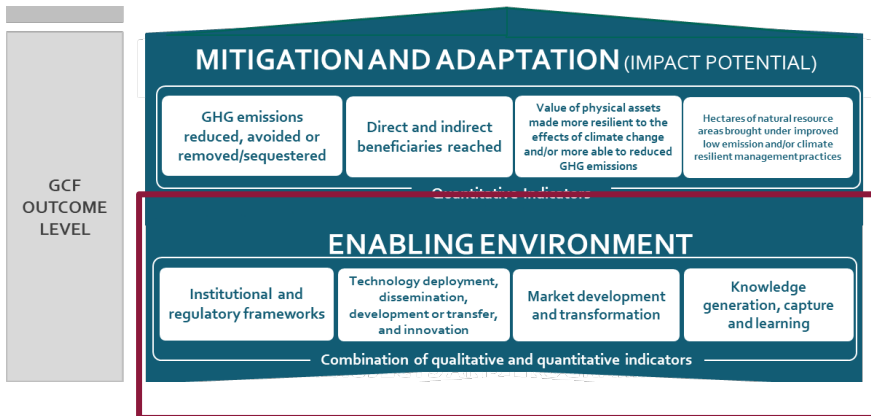 GCF
OUTCOME
LEVEL
MITIGATION AND ADAPTATION (IMPACT POTENTIAL)
GHG emissions
reduced, avoided or
removed/sequestered
Direct and indirect
beneficiaries reached
Value of physical assets
made more resilient to the
effects of climate change
and/or more able to reduced
GHG emissions
Hectares of natural resource
areas brought under improved
low emission and/or climate
resilient management practices
Quantitative Indicators
ENABLING ENVIRONMENT
Institutional and
regulatory frameworks
Technology deployment,
dissemination,
development or transfer,
and innovation
Market development
and transformation
Knowledge
generation, capture
and learning
Combination of qualitative and quantitative indicators